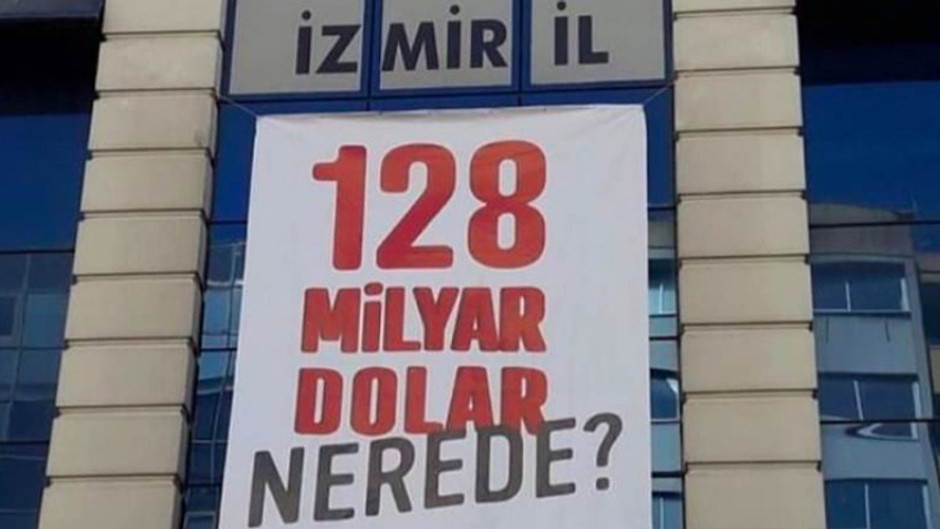 İZMİR İL
128
MİLYAR
DOLAR
NEREDE?